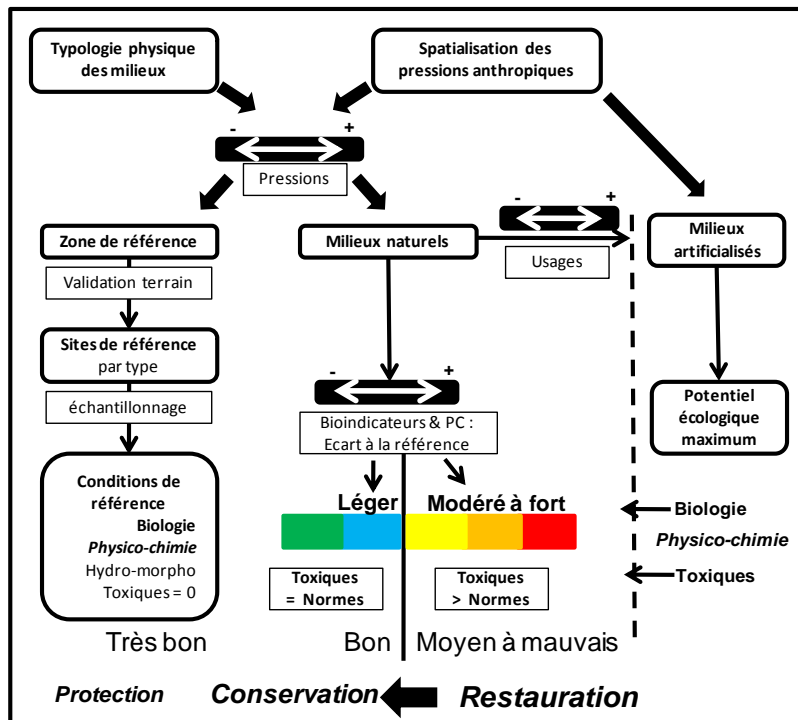 Typologie physique
des milieux
Spatialisation des
pressions anthropiques
- +
Pressions
Zone de référence
Milieux naturels
- +
Usages
Milieux
artificialisés
Validation terrain
Sites de référence
par type
échantillonnage
- +
Bioindicateurs & PC :
Ecart à la référence
Potentiel
écologique
maximum
Conditions de
référence
Biologie
Physico-chimie
Hydro-morpho
Toxiques = 0
Léger
Modéré à fort
Biologie
Physico-chimie
Toxiques
Toxiques
= Normes
Toxiques
> Normes
Très bon
Bon
Moyen à mauvais
Protection
Conservation
Restauration